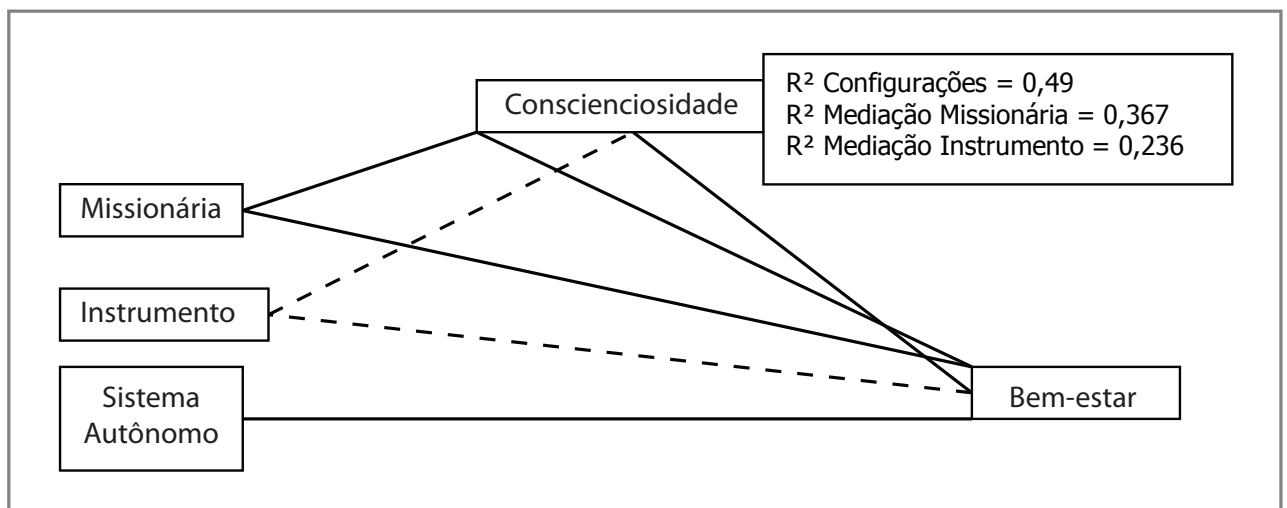 Conscienciosidade
R² Configurações = 0,49
R² Mediação Missionária = 0,367
R² Mediação Instrumento = 0,236
Missionária
Instrumento
Sistema
Autônomo
Bem-estar